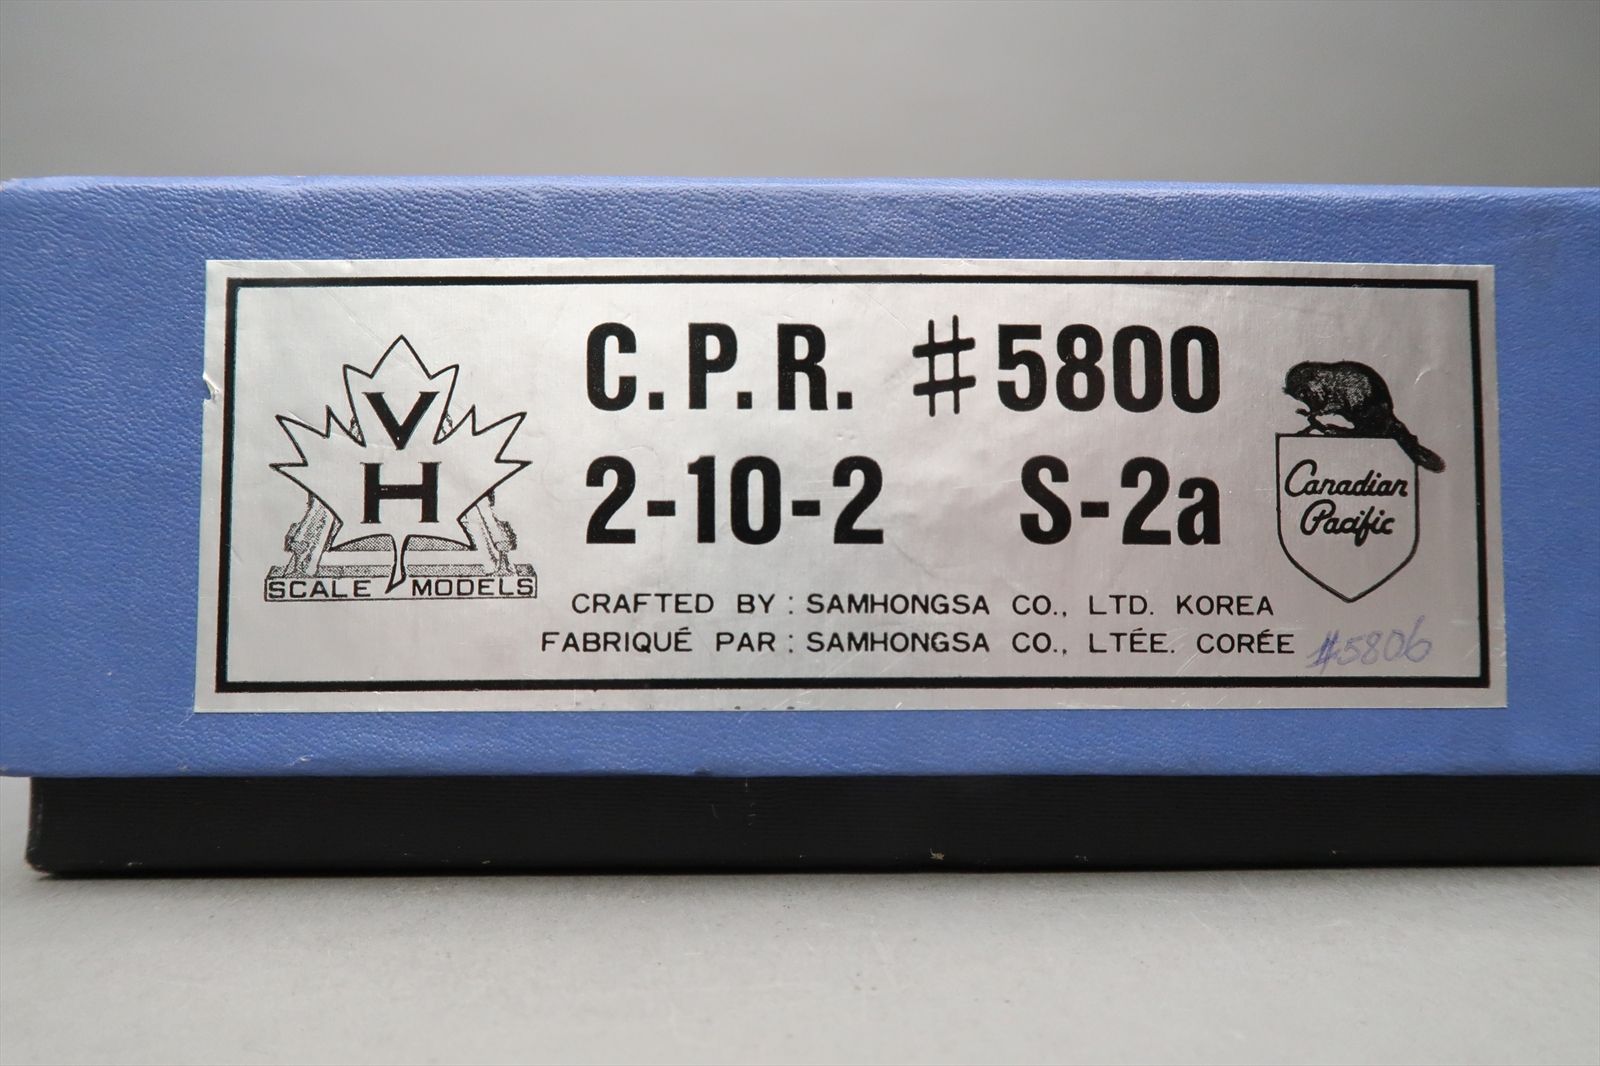 V
H
SCALE MODELS
C.P.R. #5800
2-10-2 S-2a
CRAFTED BY : SAMHONGSA CO., LTD. KOREA
FABRIQUÉ PAR : SAMHONGSA CO., LTÉE. CORÉE
Canadian
Pacific
#5806